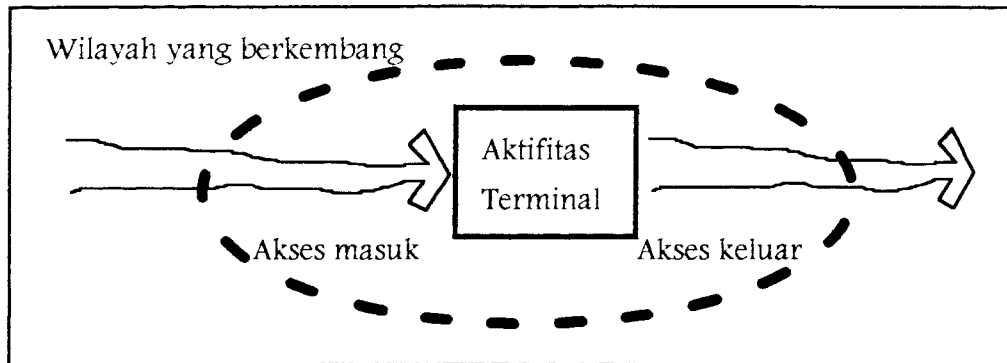 Wilayah yang berkembang
Aktifitas
Terminal
Akses masuk
Akses keluar